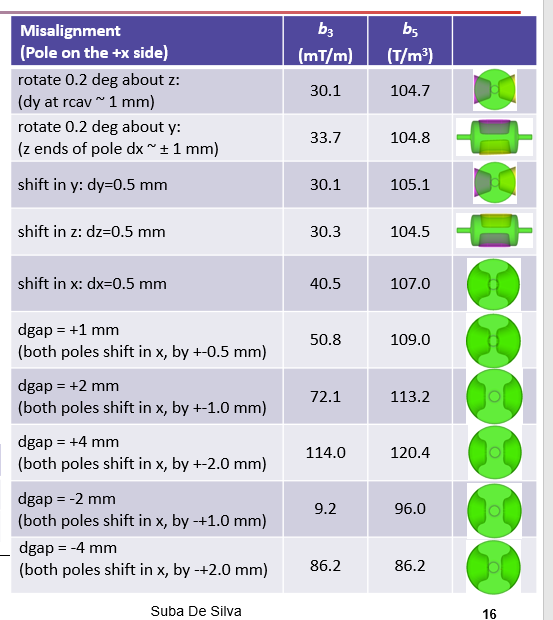 Misalignment
(Pole on the +x side)
b3
(mT/m)
b5
(T/m³)
rotate 0.2 deg about z:
(dy at rcav ~ 1 mm)
30.1
104.7
rotate 0.2 deg about y:
(z ends of pole dx ~ ± 1 mm)
33.7
104.8
shift in y: dy=0.5 mm
30.1
105.1
shift in z: dz=0.5 mm
30.3
104.5
shift in x: dx=0.5 mm
40.5
107.0
dgap = +1 mm
(both poles shift in x, by +-0.5 mm)
50.8
109.0
dgap = +2 mm
(both poles shift in x, by +-1.0 mm)
72.1
113.2
dgap = +4 mm
(both poles shift in x, by +-2.0 mm)
114.0
120.4
dgap = -2 mm
(both poles shift in x, by -+1.0 mm)
9.2
96.0
dgap = -4 mm
(both poles shift in x, by -+2.0 mm)
86.2
86.2
Suba De Silva
16